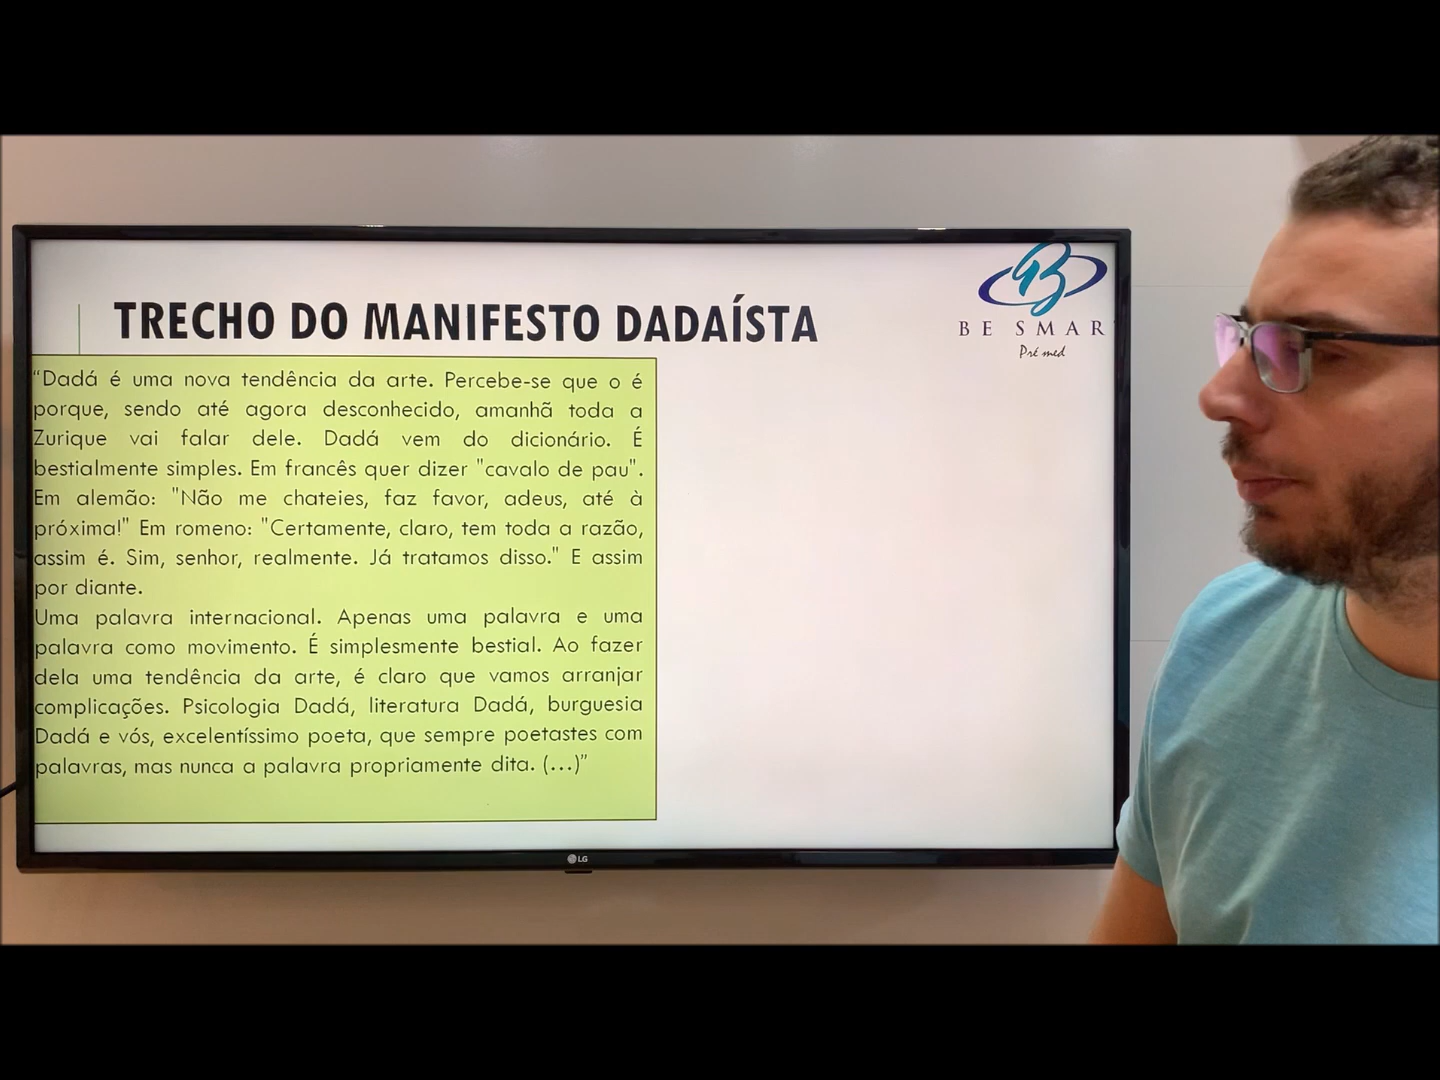 TRECHO DO MANIFESTO DADAÍSTA
BE SMAR
Pré med
“Dadá é uma nova tendência da arte. Percebe-se que o é
porque, sendo até agora desconhecido, amanhã toda a
Zurique vai falar dele. Dadá vem do dicionário. É
bestialmente simples. Em francês quer dizer "cavalo de pau".
Em alemão: "Não me chateies, faz favor, adeus, até à
próxima!" Em romeno: "Certamente, claro, tem toda a razão,
assim é. Sim, senhor, realmente. Já tratamos disso." E assim
por diante.
Uma palavra internacional. Apenas uma palavra e uma
palavra como movimento. É simplesmente bestial. Ao fazer
dela uma tendência da arte, é claro que vamos arranjar
complicações. Psicologia Dadá, literatura Dadá, burguesia
Dadá e vós, excelentíssimo poeta, que sempre poetastes com
palavras, mas nunca a palavra propriamente dita. (...)”
LG